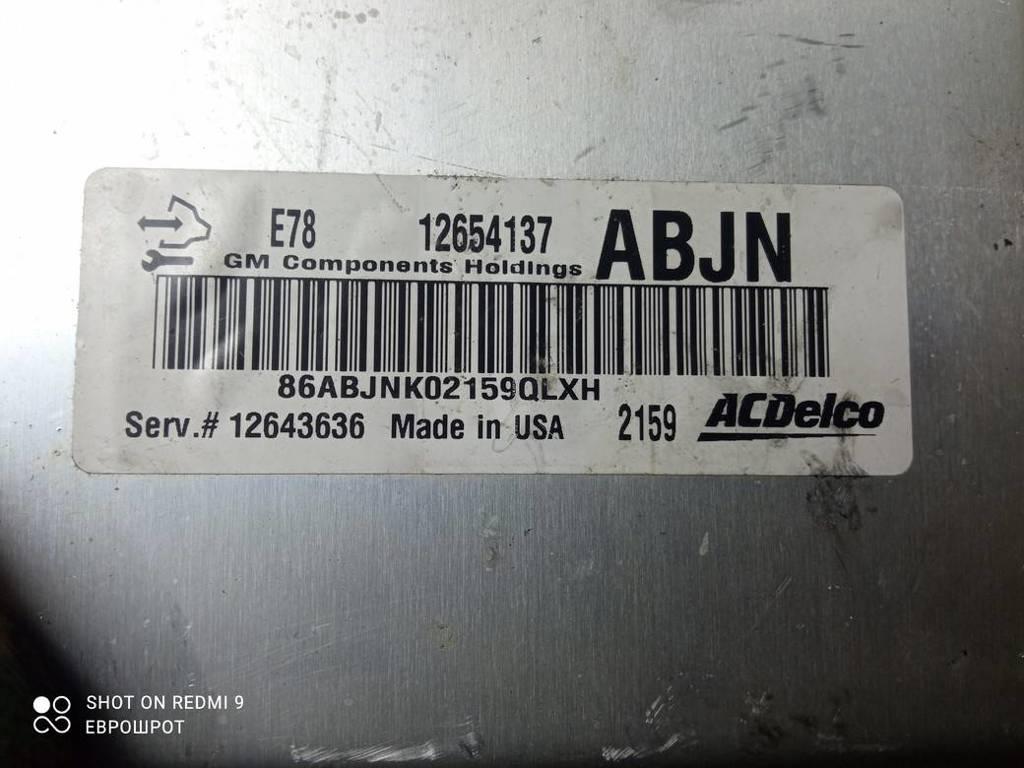 E78 12654137 ABJN
GM Components Holdings
86ABJNK02159QLXH
Serv.# 12643636 Made in USA 2159 ACDelco
SHOT ON REDMI 9
ЕВРОШРОТ